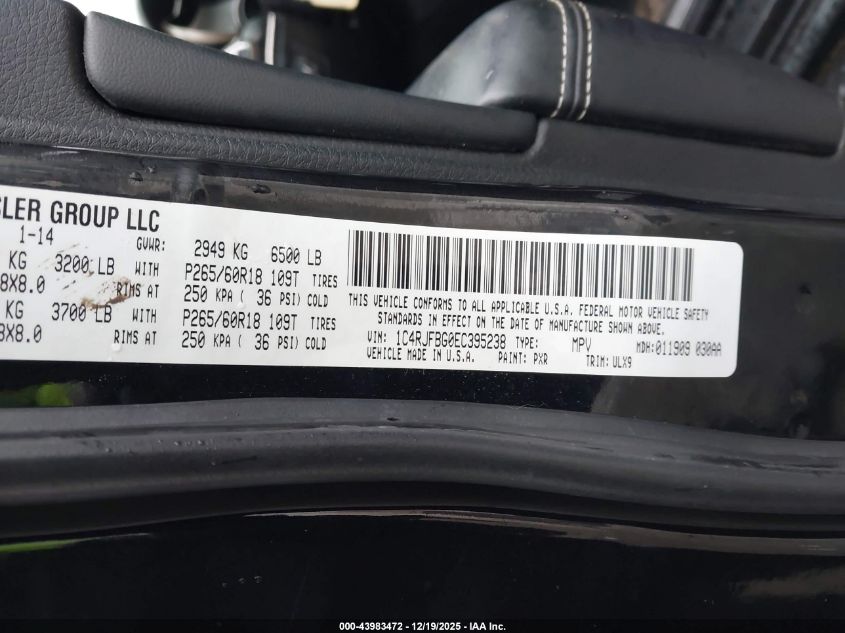 SLER GROUP LLC
1-14
GVWR: 2949 KG 6500 LB
KG 3200 LB WITH P265/60R18 109T TIRES
8X8.0 RIMS AT 250 KPA ( 36 PSI) COLD
KG 3700 LB WITH P265/60R18 109T TIRES
8X8.0 RIMS AT 250 KPA ( 36 PSI) COLD
THIS VEHICLE CONFORMS TO ALL APPLICABLE U.S.A. FEDERAL MOTOR VEHICLE SAFETY
STANDARDS IN EFFECT ON THE DATE OF MANUFACTURE SHOWN ABOVE.
VIN: 1C4RJFBG0EC395238 TYPE: MPV MDH: 011909 030AA
VEHICLE MADE IN U.S.A. PAINT: PXR TRIM: ULX9
000-43983472 - 12/19/2025 - IAA Inc.